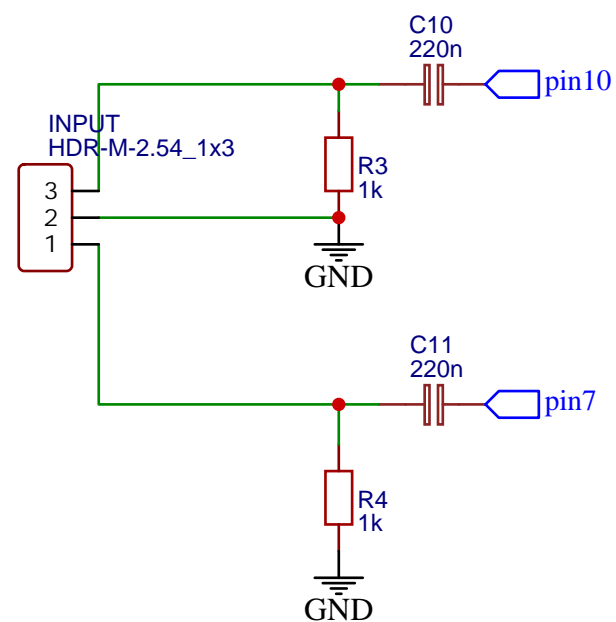 C10
220n
pin10
INPUT
HDR-M-2.54_1x3
3
2
1
R3
1k
GND
C11
220n
pin7
R4
1k
GND